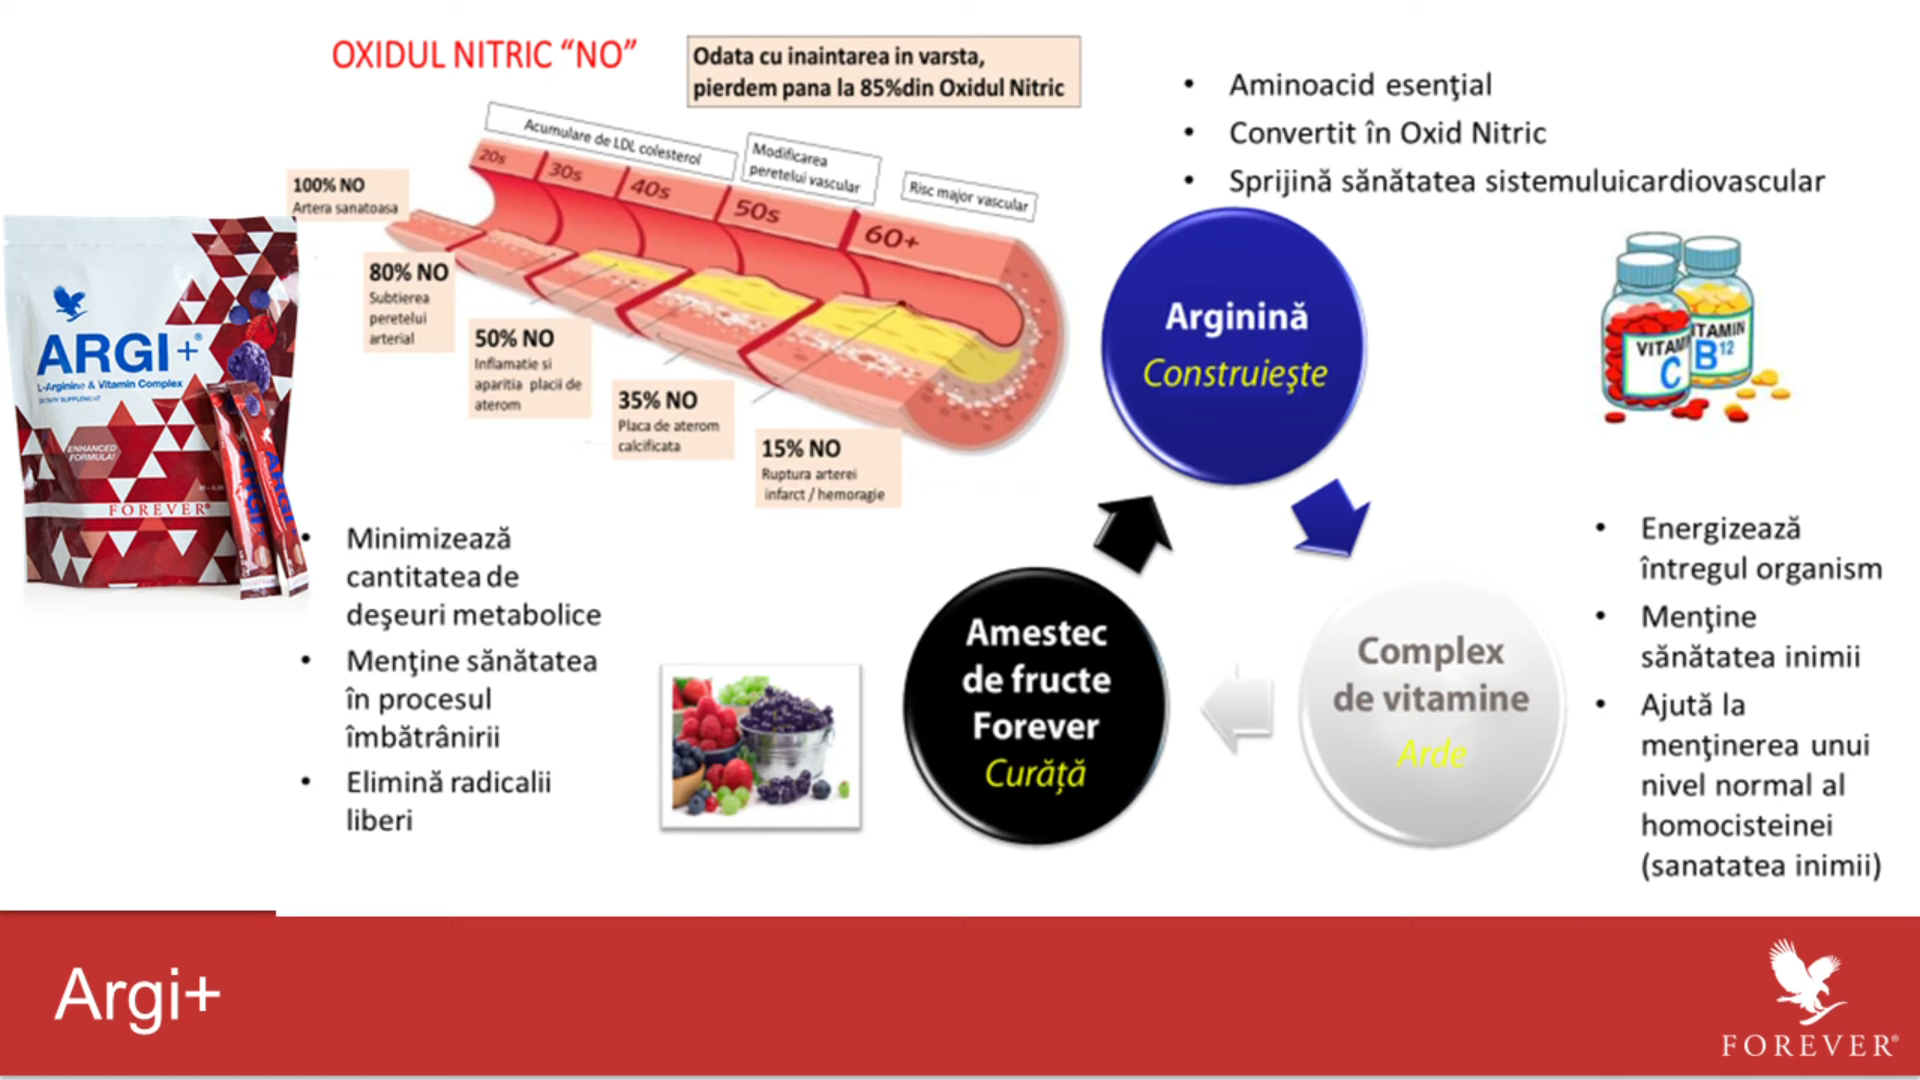 OXIDUL NITRIC “NO”
Odata cu inaintarea in varsta,
pierdem pana la 85%din Oxidul Nitric
Acumulare de LDL colesterol
Modificarea
peretelui vascular
Risc major vascular
20s
30s
40s
50s
60+
100% NO
Artera sanatoasa
80% NO
Subtierea
peretelui
arterial
50% NO
Inflamatie si
aparitia placii de
aterom
35% NO
Placa de aterom
calcificata
15% NO
Ruptura arterei
infarct / hemoragie
ARGI+®
L-Arginine & Vitamin Complex
DIETARY SUPPLEMENT
ENHANCED
FORMULA!
FOREVER®
ARGI+
ARGI+
• Aminoacid esenţial
• Convertit în Oxid Nitric
• Sprijină sănătatea sistemuluicardiovascular
Arginină
Construieşte
VITAM
C
ITAMIN
B12
• Minimizează
cantitatea de
deşeuri metabolice
• Menţine sănătatea
în procesul
îmbătrânirii
• Elimină radicalii
liberi
Amestec
de fructe
Forever
Curăţă
Complex
de vitamine
Arde
• Energizează
întregul organism
• Menţine
sănătatea inimii
• Ajută la
menţinerea unui
nivel normal al
homocisteinei
(sanatatea inimii)
Argi+
FOREVER®